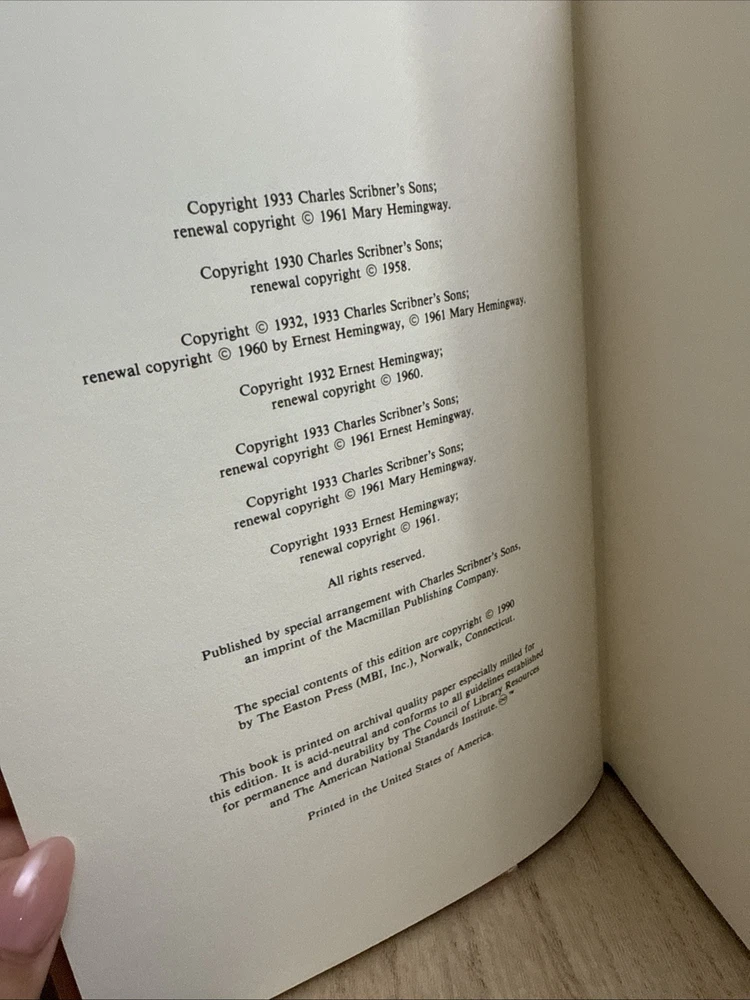 Copyright 1933 Charles Scribner's Sons;
renewal copyright © 1961 Mary Hemingway.
Copyright 1930 Charles Scribner's Sons;
renewal copyright © 1958.
Copyright © 1932, 1933 Charles Scribner's Sons;
renewal copyright © 1960 by Ernest Hemingway, © 1961 Mary Hemingway.
Copyright 1932 Ernest Hemingway;
renewal copyright © 1960.
Copyright 1933 Charles Scribner's Sons;
renewal copyright © 1961 Ernest Hemingway.
Copyright 1933 Charles Scribner's Sons;
renewal copyright © 1961 Mary Hemingway.
Copyright 1933 Ernest Hemingway;
renewal copyright © 1961.
All rights reserved.
Published by special arrangement with Charles Scribner's Sons,
an imprint of the Macmillan Publishing Company.
The special contents of this edition are copyright © 1990
by The Easton Press (MBI, Inc.), Norwalk, Connecticut.
This book is printed on archival quality paper especially milled for
this edition. It is acid-neutral and conforms to all guidelines established
for permanence and durability by The Council of Library Resources
and The American National Standards Institute.♾™
Printed in the United States of America.